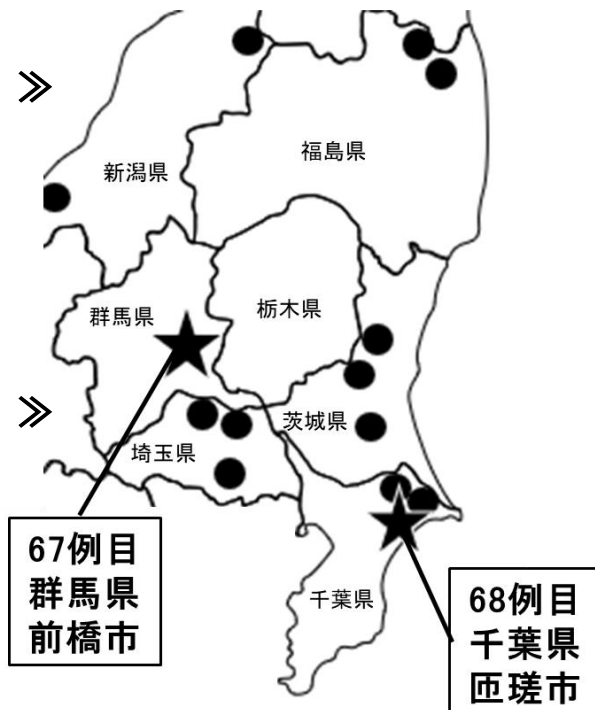 福島県
新潟県
栃木県
群馬県
茨城県
埼玉県
67例目
群馬県
前橋市
千葉県
68例目
千葉県
匝瑳市